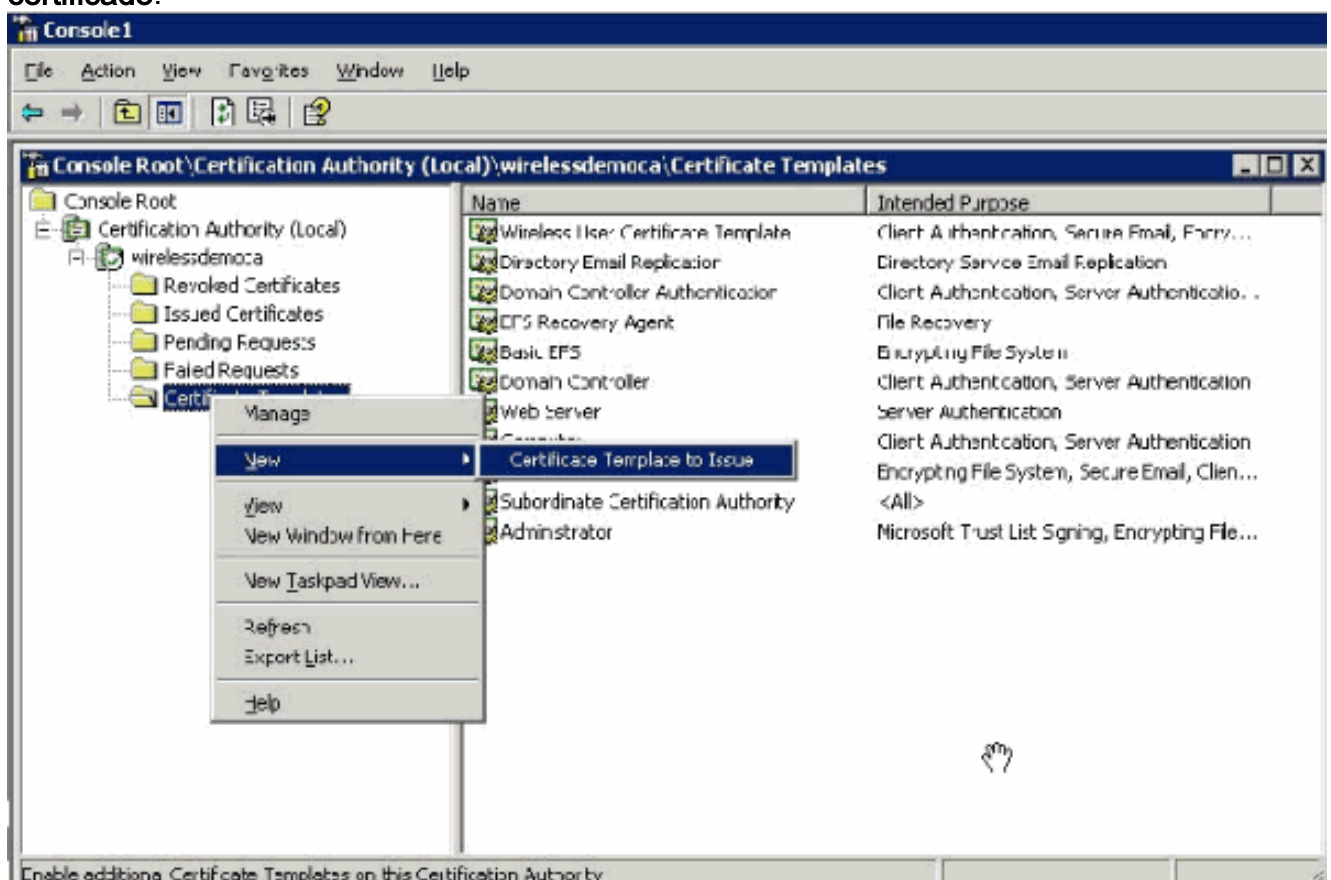 certificado.
Console1
File Action View Favorites Window Help
Console Root\Certification Authority (Local)\wirelessdemoca\Certificate Templates
Console Root
Certification Authority (Local)
wirelessdemoca
Revoked Certificates
Issued Certificates
Pending Requests
Failed Requests
Manage
New
Certificate Template to Issue
View
New Window from Here
New Taskpad View...
Refresh
Export List...
Help
Name Intended Purpose
Wireless User Certificate Template Client Authentication, Secure Email, Encry...
Directory Email Replication Directory Service Email Replication
Domain Controller Authentication Client Authentication, Server Authenticatio...
EFS Recovery Agent File Recovery
Basic EFS Encrypting File System
Domain Controller Client Authentication, Server Authentication
Web Server Server Authentication
Computer Client Authentication, Server Authentication
Encrypting File System, Secure Email, Clien...
Subordinate Certification Authority <All>
Administrator Microsoft Trust List Signing, Encrypting File...
Enable additional Certificate Templates on this Certification Authority